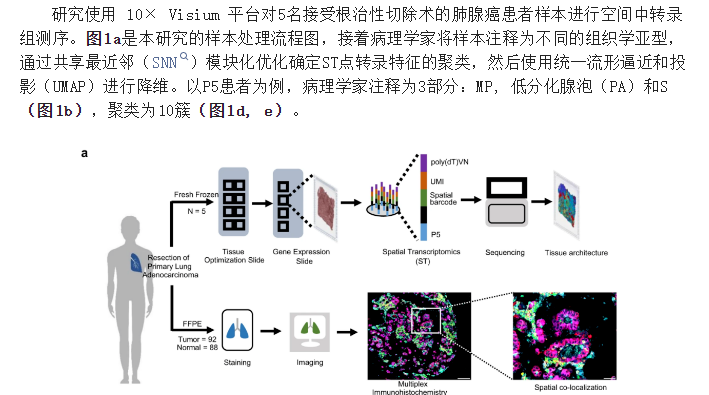 研究使用 10× Visium 平台对5名接受根治性切除术的肺腺癌患者样本进行空间中转录
组测序。图1a是本研究的样本处理流程图，接着病理学家将样本注释为不同的组织学亚型，
通过共享最近邻（SNN）模块化优化确定ST点转录特征的聚类，然后使用统一流形逼近和投
影（UMAP）进行降维。以P5患者为例，病理学家注释为3部分：MP, 低分化腺泡（PA）和S
（图1b），聚类为10簇（图1d, e）。
a
Fresh Frozen
N = 5
Resection of
Primary Lung
Adenocarcinoma
Tissue
Optimization Slide
Gene Expression
Slide
poly(dT)VN
UMI
Spatial
barcode
P5
Spatial Transcriptomics
(ST)
Sequencing
Tissue architecture
FFPE
Tumor = 92
Normal = 88
Staining
Imaging
Multiplex
Immunohistochemistry
Spatial co-localization